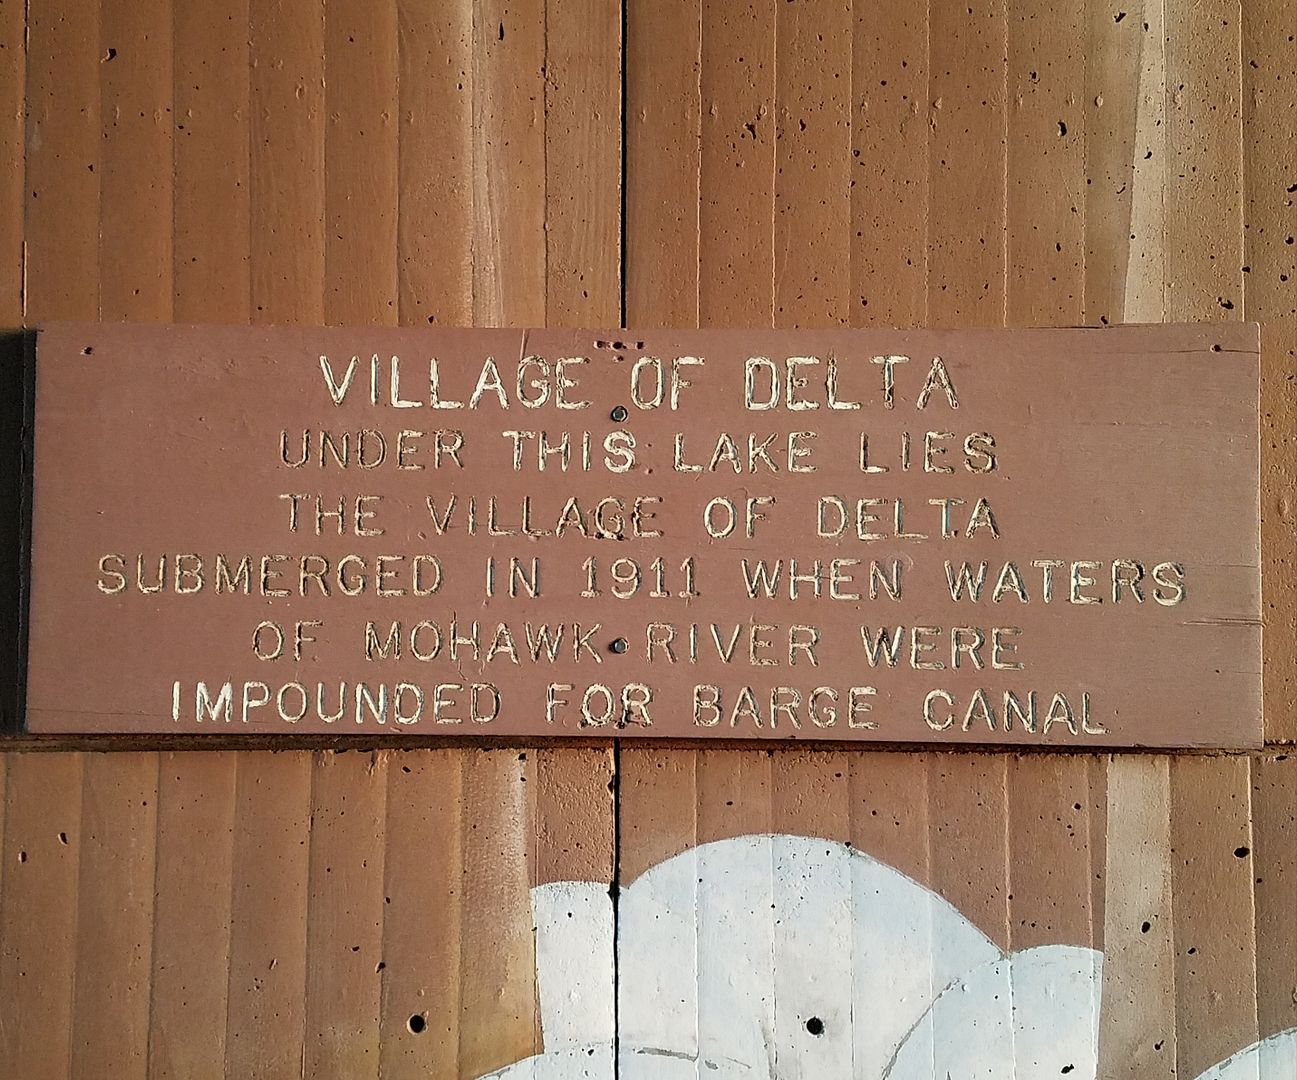 VILLAGE OF DELTA
UNDER THIS LAKE LIES
THE VILLAGE OF DELTA
SUBMERGED IN 1911 WHEN WATERS
OF MOHAWK RIVER WERE
IMPOUNDED FOR BARGE CANAL